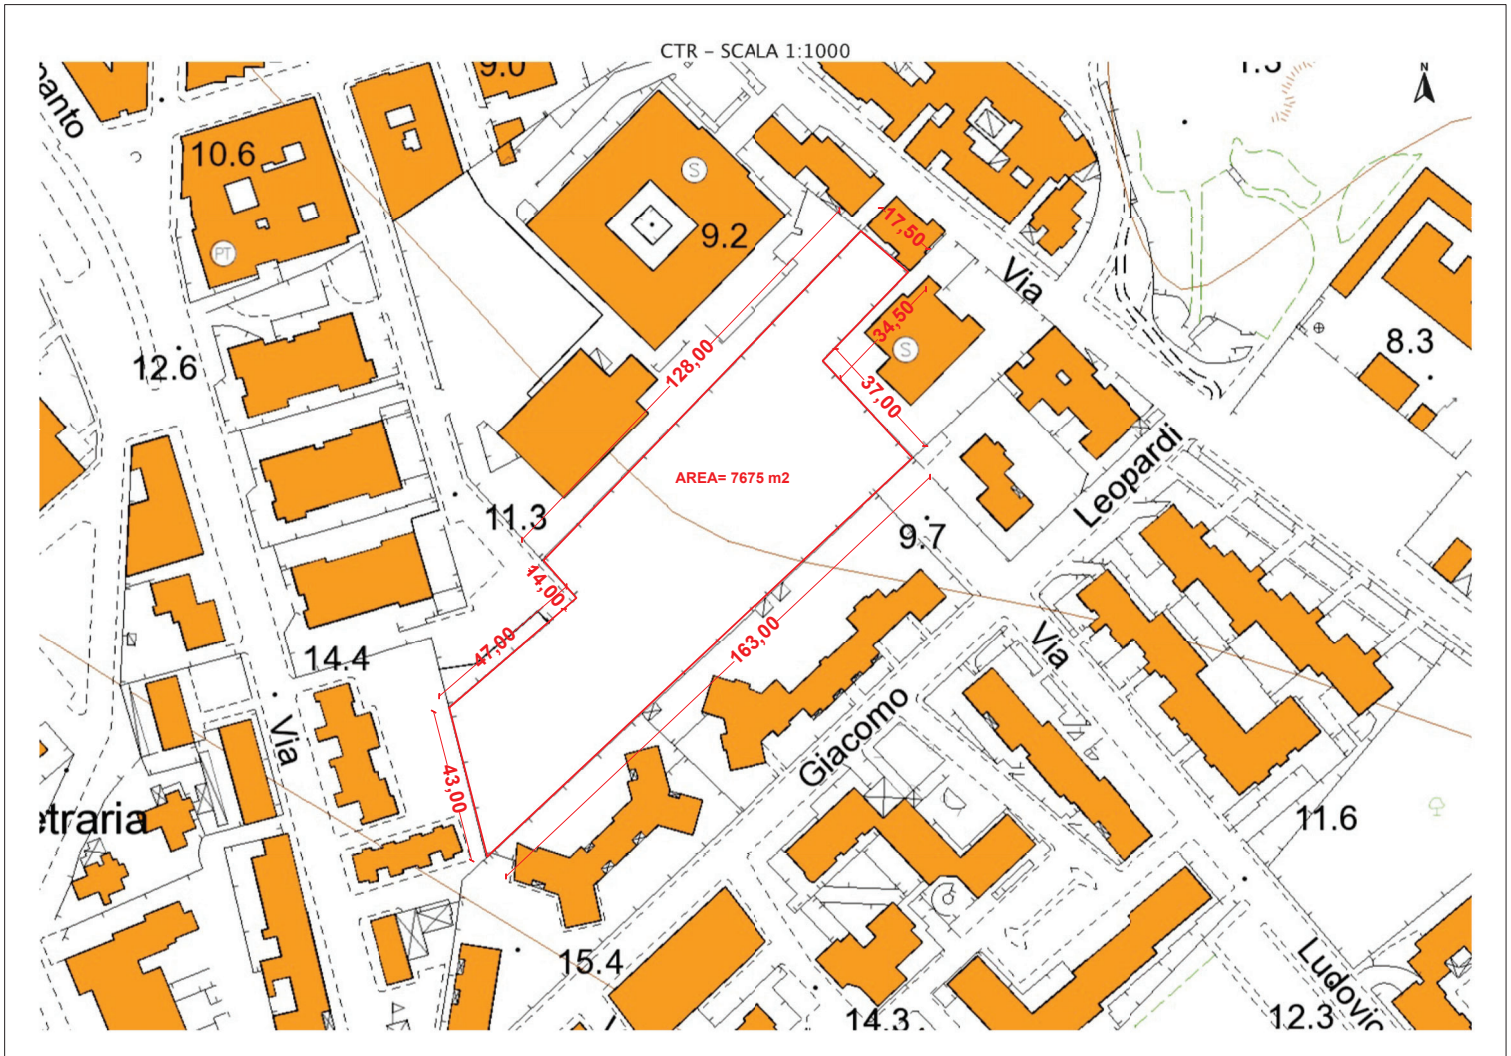 CTR – SCALA 1:1000
N
anto
9.0
1.5
10.6
PT
S
9.2
17,50
Via
12.6
128,00
34,50
S
8.3
37,00
Leopardi
AREA= 7675 m2
11.3
9.7
14,00
47,00
163,00
14.4
Via
Via
Giacomo
43,00
etraria
11.6
15.4
Ludovic
14.3
12.3